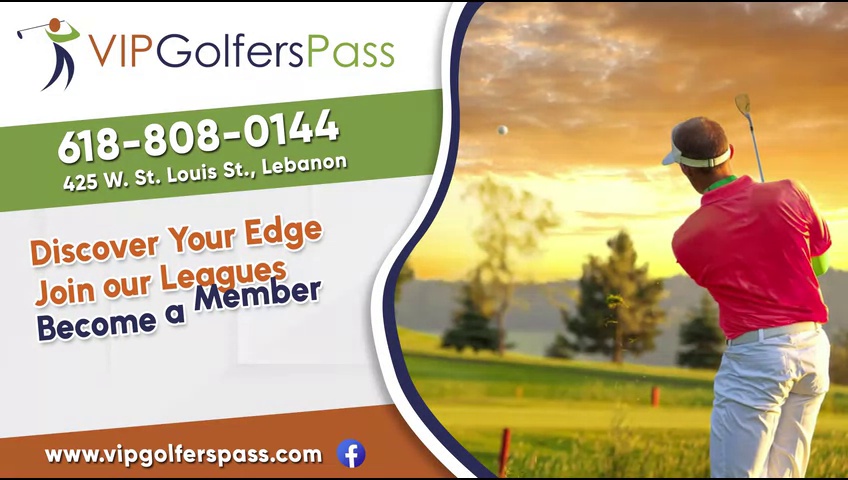 VIPGolfersPass
618-808-0144
425 W. St. Louis St., Lebanon
Discover Your Edge
Join our Leagues
Become a Member
www.vipgolferspass.com